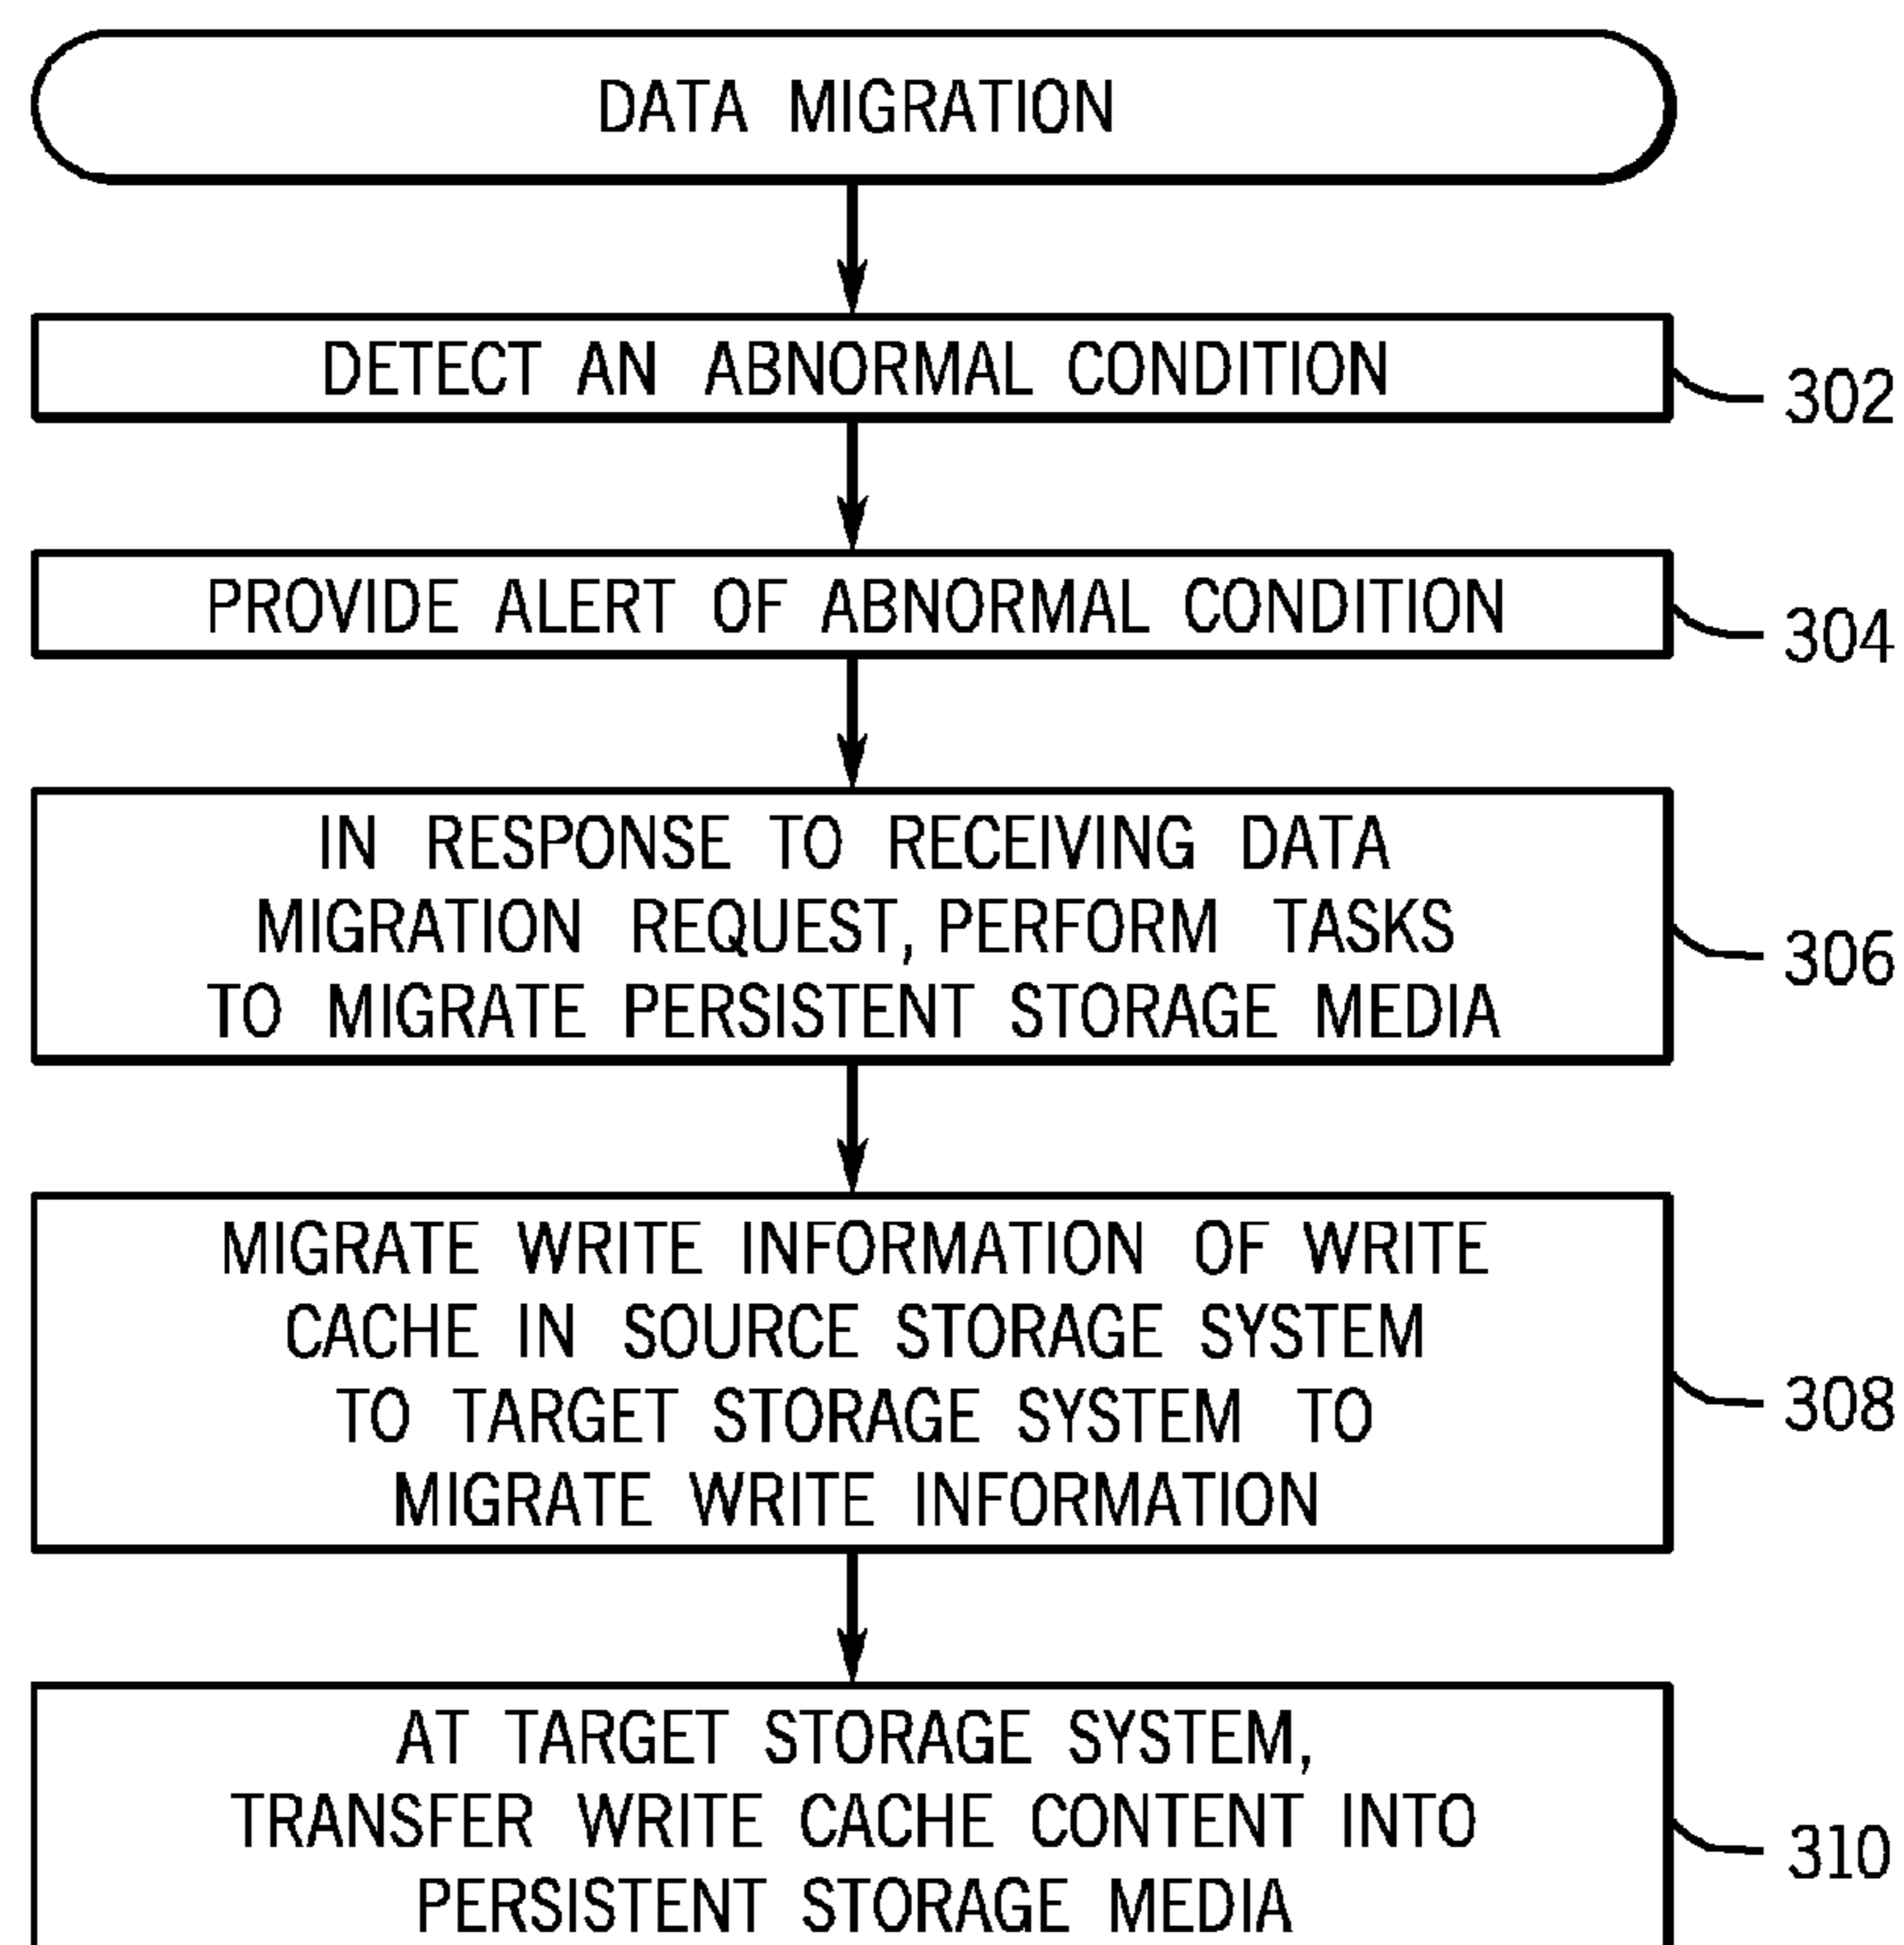 DATA MIGRATION
DETECT AN ABNORMAL CONDITION
302
PROVIDE ALERT OF ABNORMAL CONDITION
304
IN RESPONSE TO RECEIVING DATA
MIGRATION REQUEST, PERFORM TASKS
TO MIGRATE PERSISTENT STORAGE MEDIA
306
MIGRATE WRITE INFORMATION OF WRITE
CACHE IN SOURCE STORAGE SYSTEM
TO TARGET STORAGE SYSTEM TO
MIGRATE WRITE INFORMATION
308
AT TARGET STORAGE SYSTEM,
TRANSFER WRITE CACHE CONTENT INTO
PERSISTENT STORAGE MEDIA
310